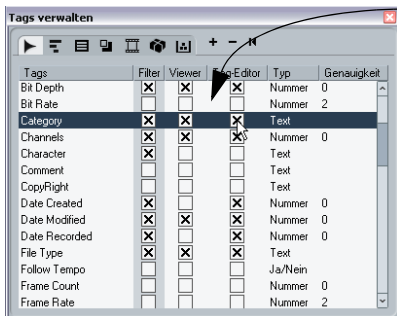 Tags verwalten
Tags Filter Viewer Tag-Editor Typ Genauigkeit
Bit Depth Nummer 0
Bit Rate Nummer 2
Category Text
Channels Nummer 0
Character Text
Comment Text
CopyRight Text
Date Created Nummer 0
Date Modified Nummer 0
Date Recorded Nummer 0
File Type Text
Follow Tempo Ja/Nein
Frame Count Nummer 0
Frame Rate Nummer 2